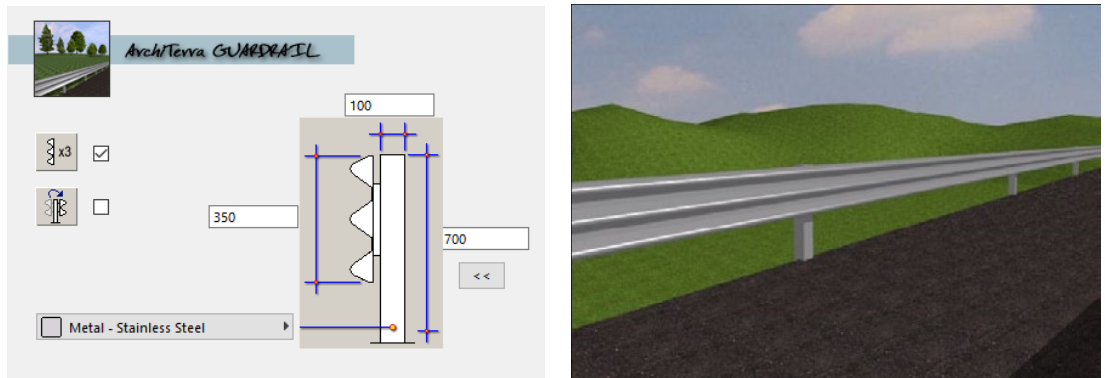 ArchiTerra GUARDRAIL
100
x3
350
700
<<
Metal - Stainless Steel